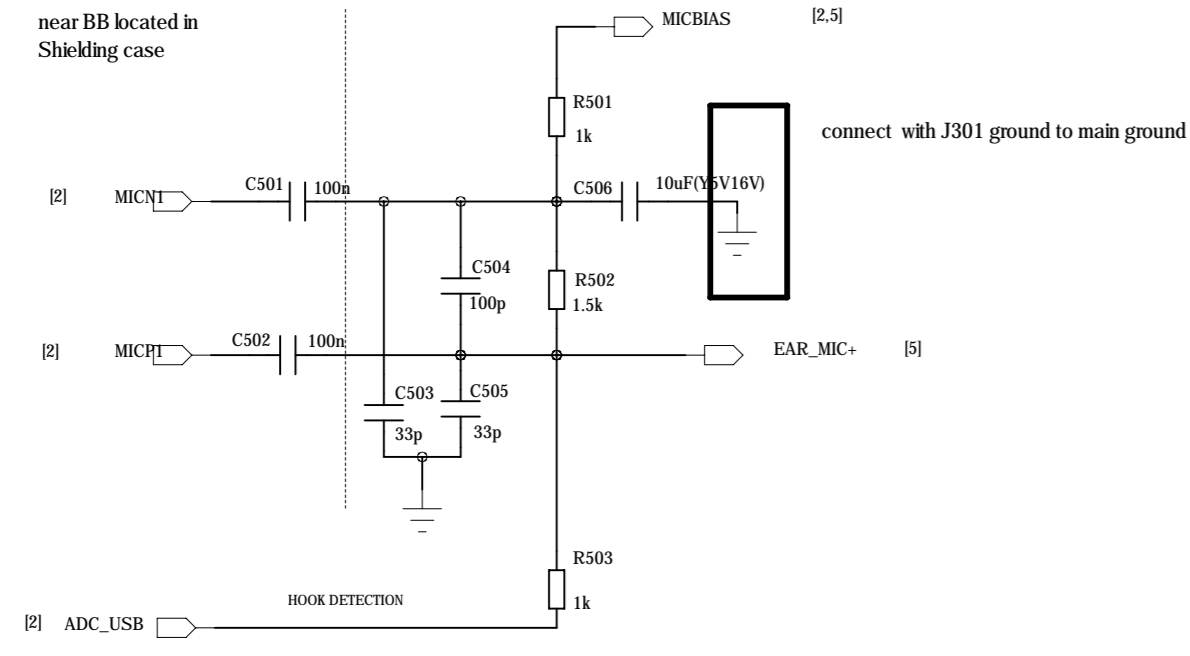 near BB located in
Shielding case
MICBIAS [2,5]
R501
1k
connect with J301 ground to main ground
[2] MICN1 C501 100n C506 10uF(Y5V16V)
C504
100p
R502
1.5k
[2] MICP1 C502 100n EAR_MIC+ [5]
C503 C505
33p 33p
R503
1k
HOOK DETECTION
[2] ADC_USB